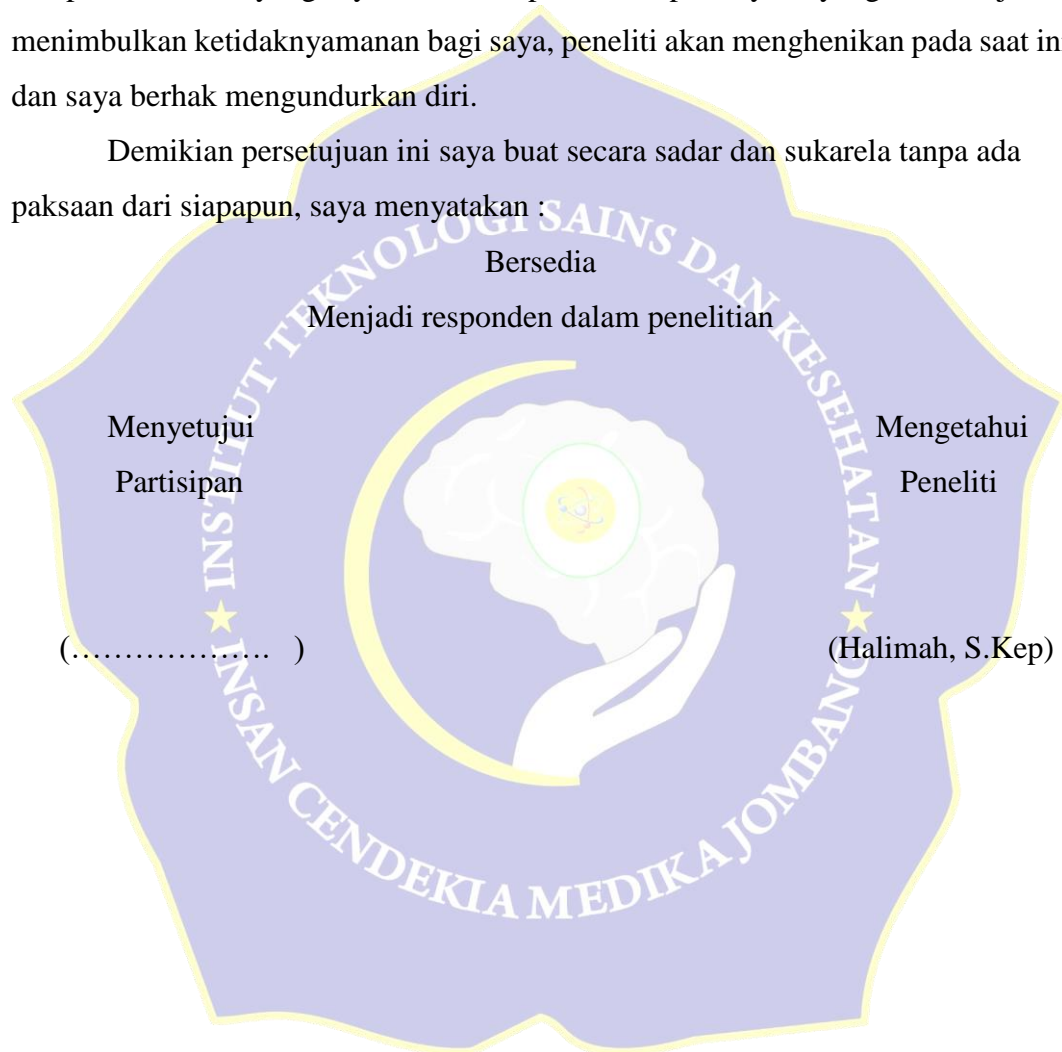 menimbulkan ketidaknyamanan bagi saya, peneliti akan menghenikan pada saat in
dan saya berhak mengundurkan diri.
Demikian persetujuan ini saya buat secara sadar dan sukarela tanpa ada
paksaan dari siapapun, saya menyatakan :
Bersedia
Menjadi responden dalam penelitian
Menyetujui
Mengetahui
Partisipan
Peneliti
(………………. )
(Halimah, S.Kep)
INSTITUT TEKNOLOGI SAINS DAN KESEHATAN
INSAN CENDEKIA MEDIKA JOMBANG